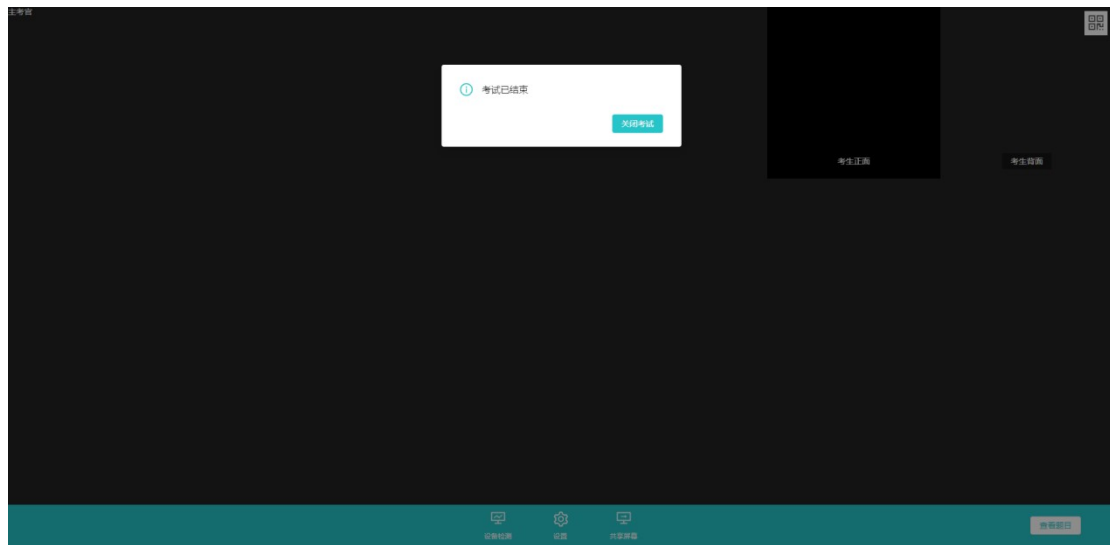 主考官
考试已结束
关闭考试
考生正面
考生背面
设备检测
设置
共享屏幕
查看题目